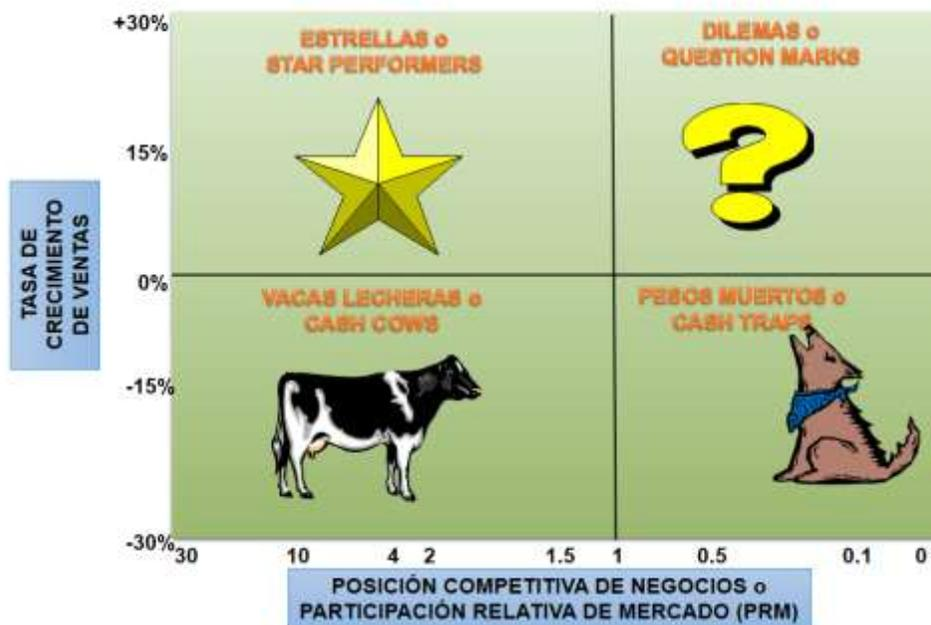 +30%
ESTRELLAS o
STAR PERFORMERS
DILEMAS o
QUESTION MARKS
15%
TASA DE
CRECIMIENTO
DE VENTAS
0%
VACAS LECHERAS o
CASH COWS
PESOS MUERTOS o
CASH TRAPS
-15%
-30%
30 10 4 2 1.5 1 0.5 0.1 0
POSICIÓN COMPETITIVA DE NEGOCIOS o
PARTICIPACIÓN RELATIVA DE MERCADO (PRM)